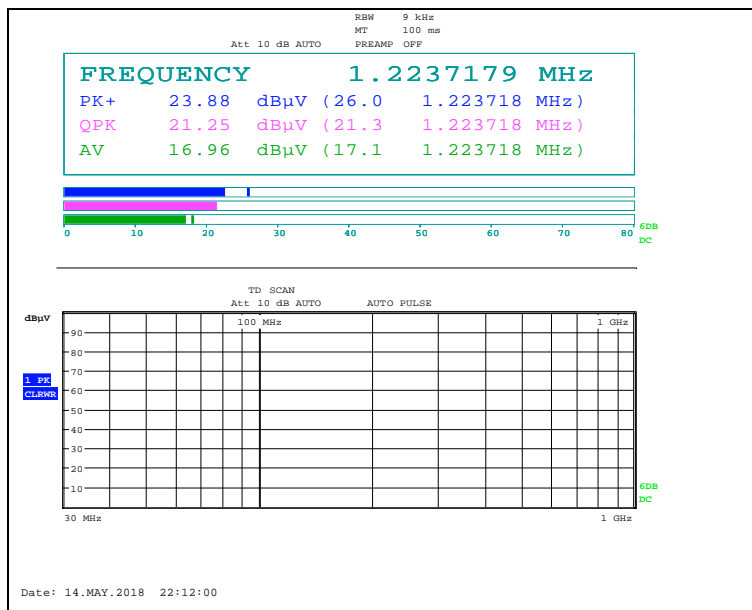 RBW 9 kHz
MT 100 ms
Att 10 dB AUTO PREAMP OFF
FREQUENCY 1.2237179 MHz
PK+ 23.88 dBµV (26.0 1.223718 MHz)
QPK 21.25 dBµV (21.3 1.223718 MHz)
AV 16.96 dBµV (17.1 1.223718 MHz)
0 10 20 30 40 50 60 70 80
6DB
DC
TD SCAN
Att 10 dB AUTO AUTO PULSE
dBµV
100 MHz 1 GHz
90
80
70
1 PK
CLRWR
60
50
40
30
20
10
6DB
DC
30 MHz 1 GHz
Date: 14.MAY.2018 22:12:00